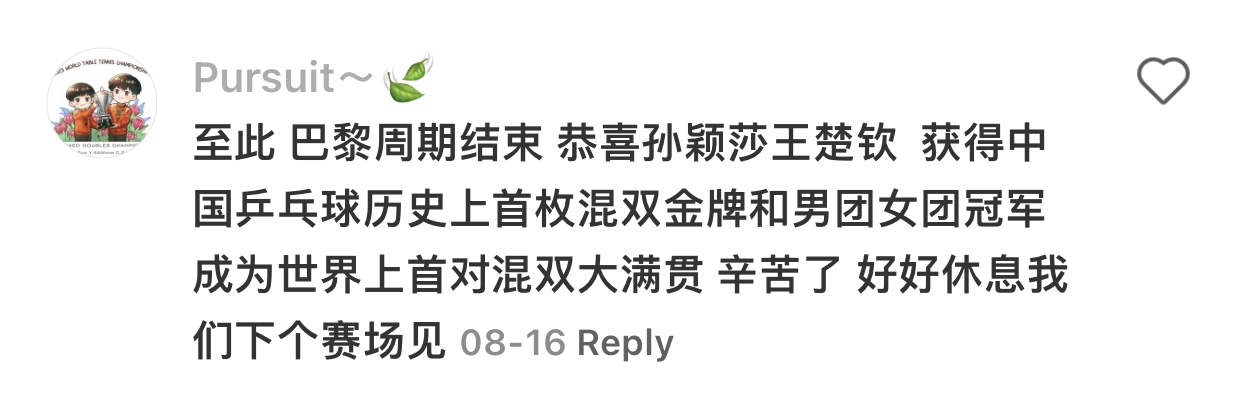 Pursuit～🍃
至此 巴黎周期结束 恭喜孙颖莎王楚钦  获得中
国乒乓球历史上首枚混双金牌和男团女团冠军
成为世界上首对混双大满贯 辛苦了 好好休息我
们下个赛场见 08-16 Reply